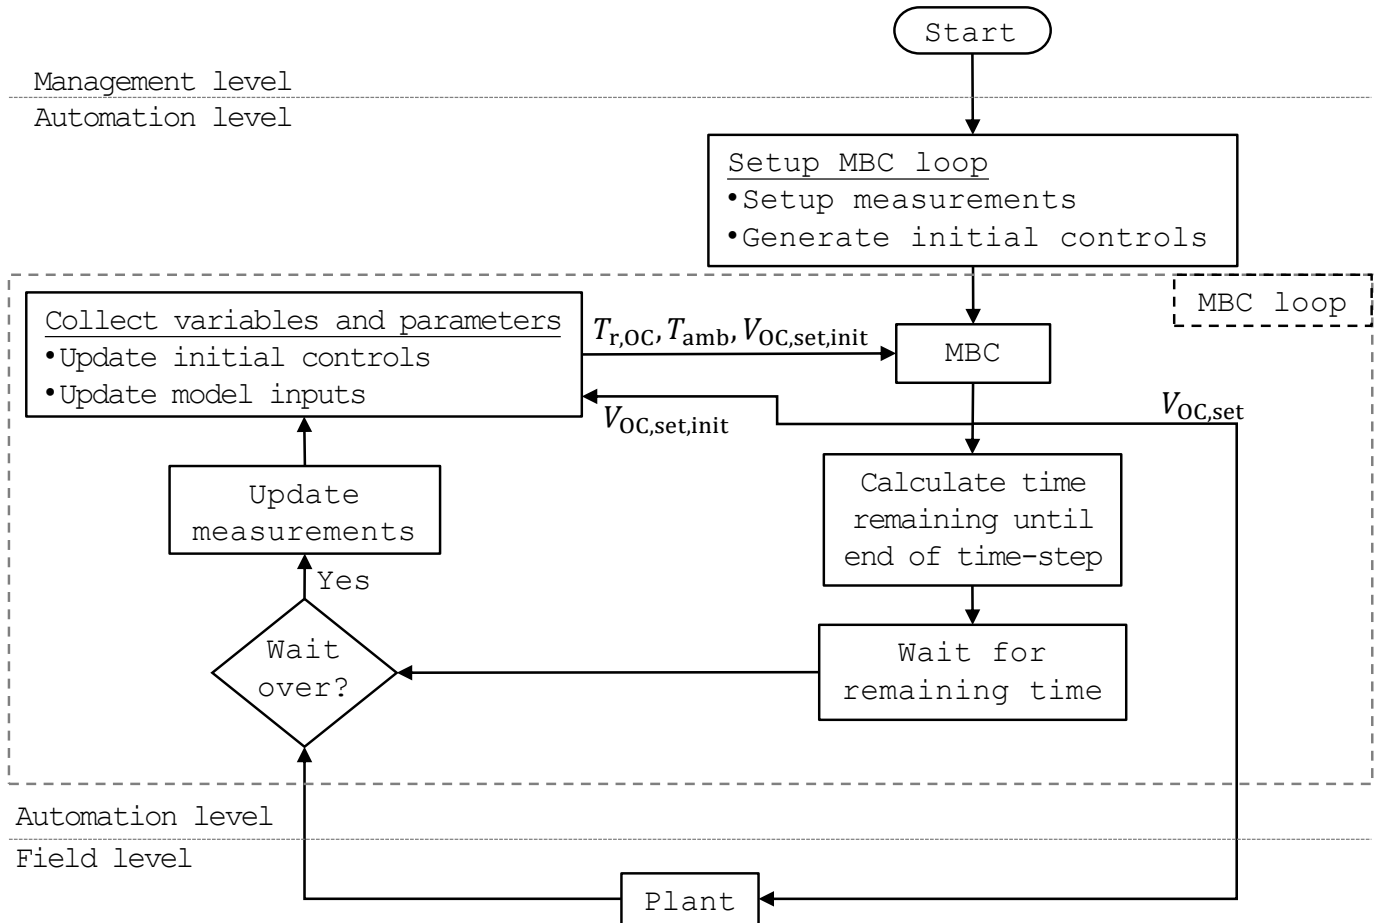 Start
Management level
Automation level
Setup MBC loop
•Setup measurements
•Generate initial controls
MBC loop
Collect variables and parameters
•Update initial controls
•Update model inputs
T_r,OC, T_amb, V_OC,set,init
MBC
V_OC,set,init
V_OC,set
Update
measurements
Calculate time
remaining until
end of time-step
Yes
Wait
over?
Wait for
remaining time
Automation level
Field level
Plant